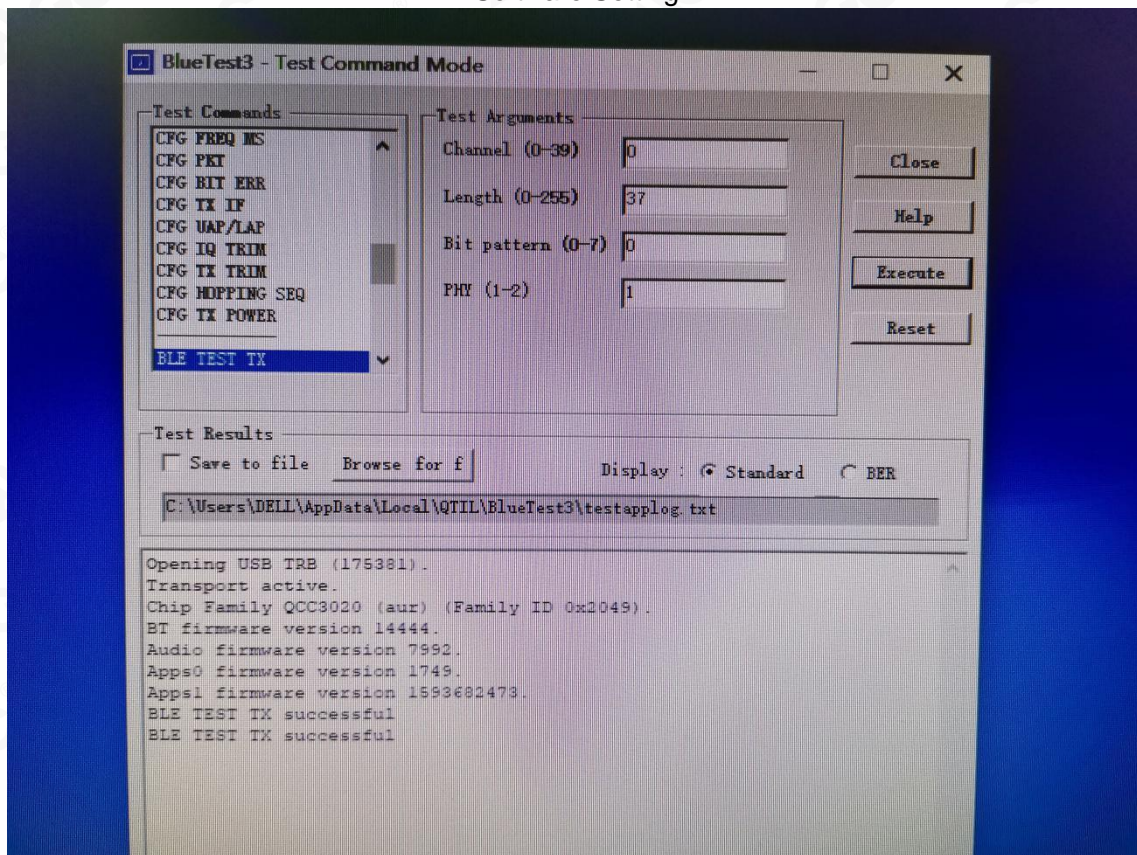 Software Setting
BlueTest3 - Test Command Mode
Test Commands
CFG FREQ MS
CFG PKT
CFG BIT ERR
CFG TX IF
CFG UAP/LAP
CFG IQ TRIM
CFG TX TRIM
CFG HOPPING SEQ
CFG TX POWER
BLE TEST TX
Test Arguments
Channel (0-39) 0
Length (0-255) 37
Bit pattern (0-7) 0
PHY (1-2) 1
Close
Help
Execute
Reset
Test Results
Save to file Browse for f Display : Standard BER
C:\Users\DELL\AppData\Local\QTIL\BlueTest3\testapplog.txt
Opening USB TRB (175381).
Transport active.
Chip Family QCC3020 (aur) (Family ID 0x2049).
BT firmware version 14444.
Audio firmware version 7992.
Apps0 firmware version 1749.
Apps1 firmware version 1593682473.
BLE TEST TX successful
BLE TEST TX successful